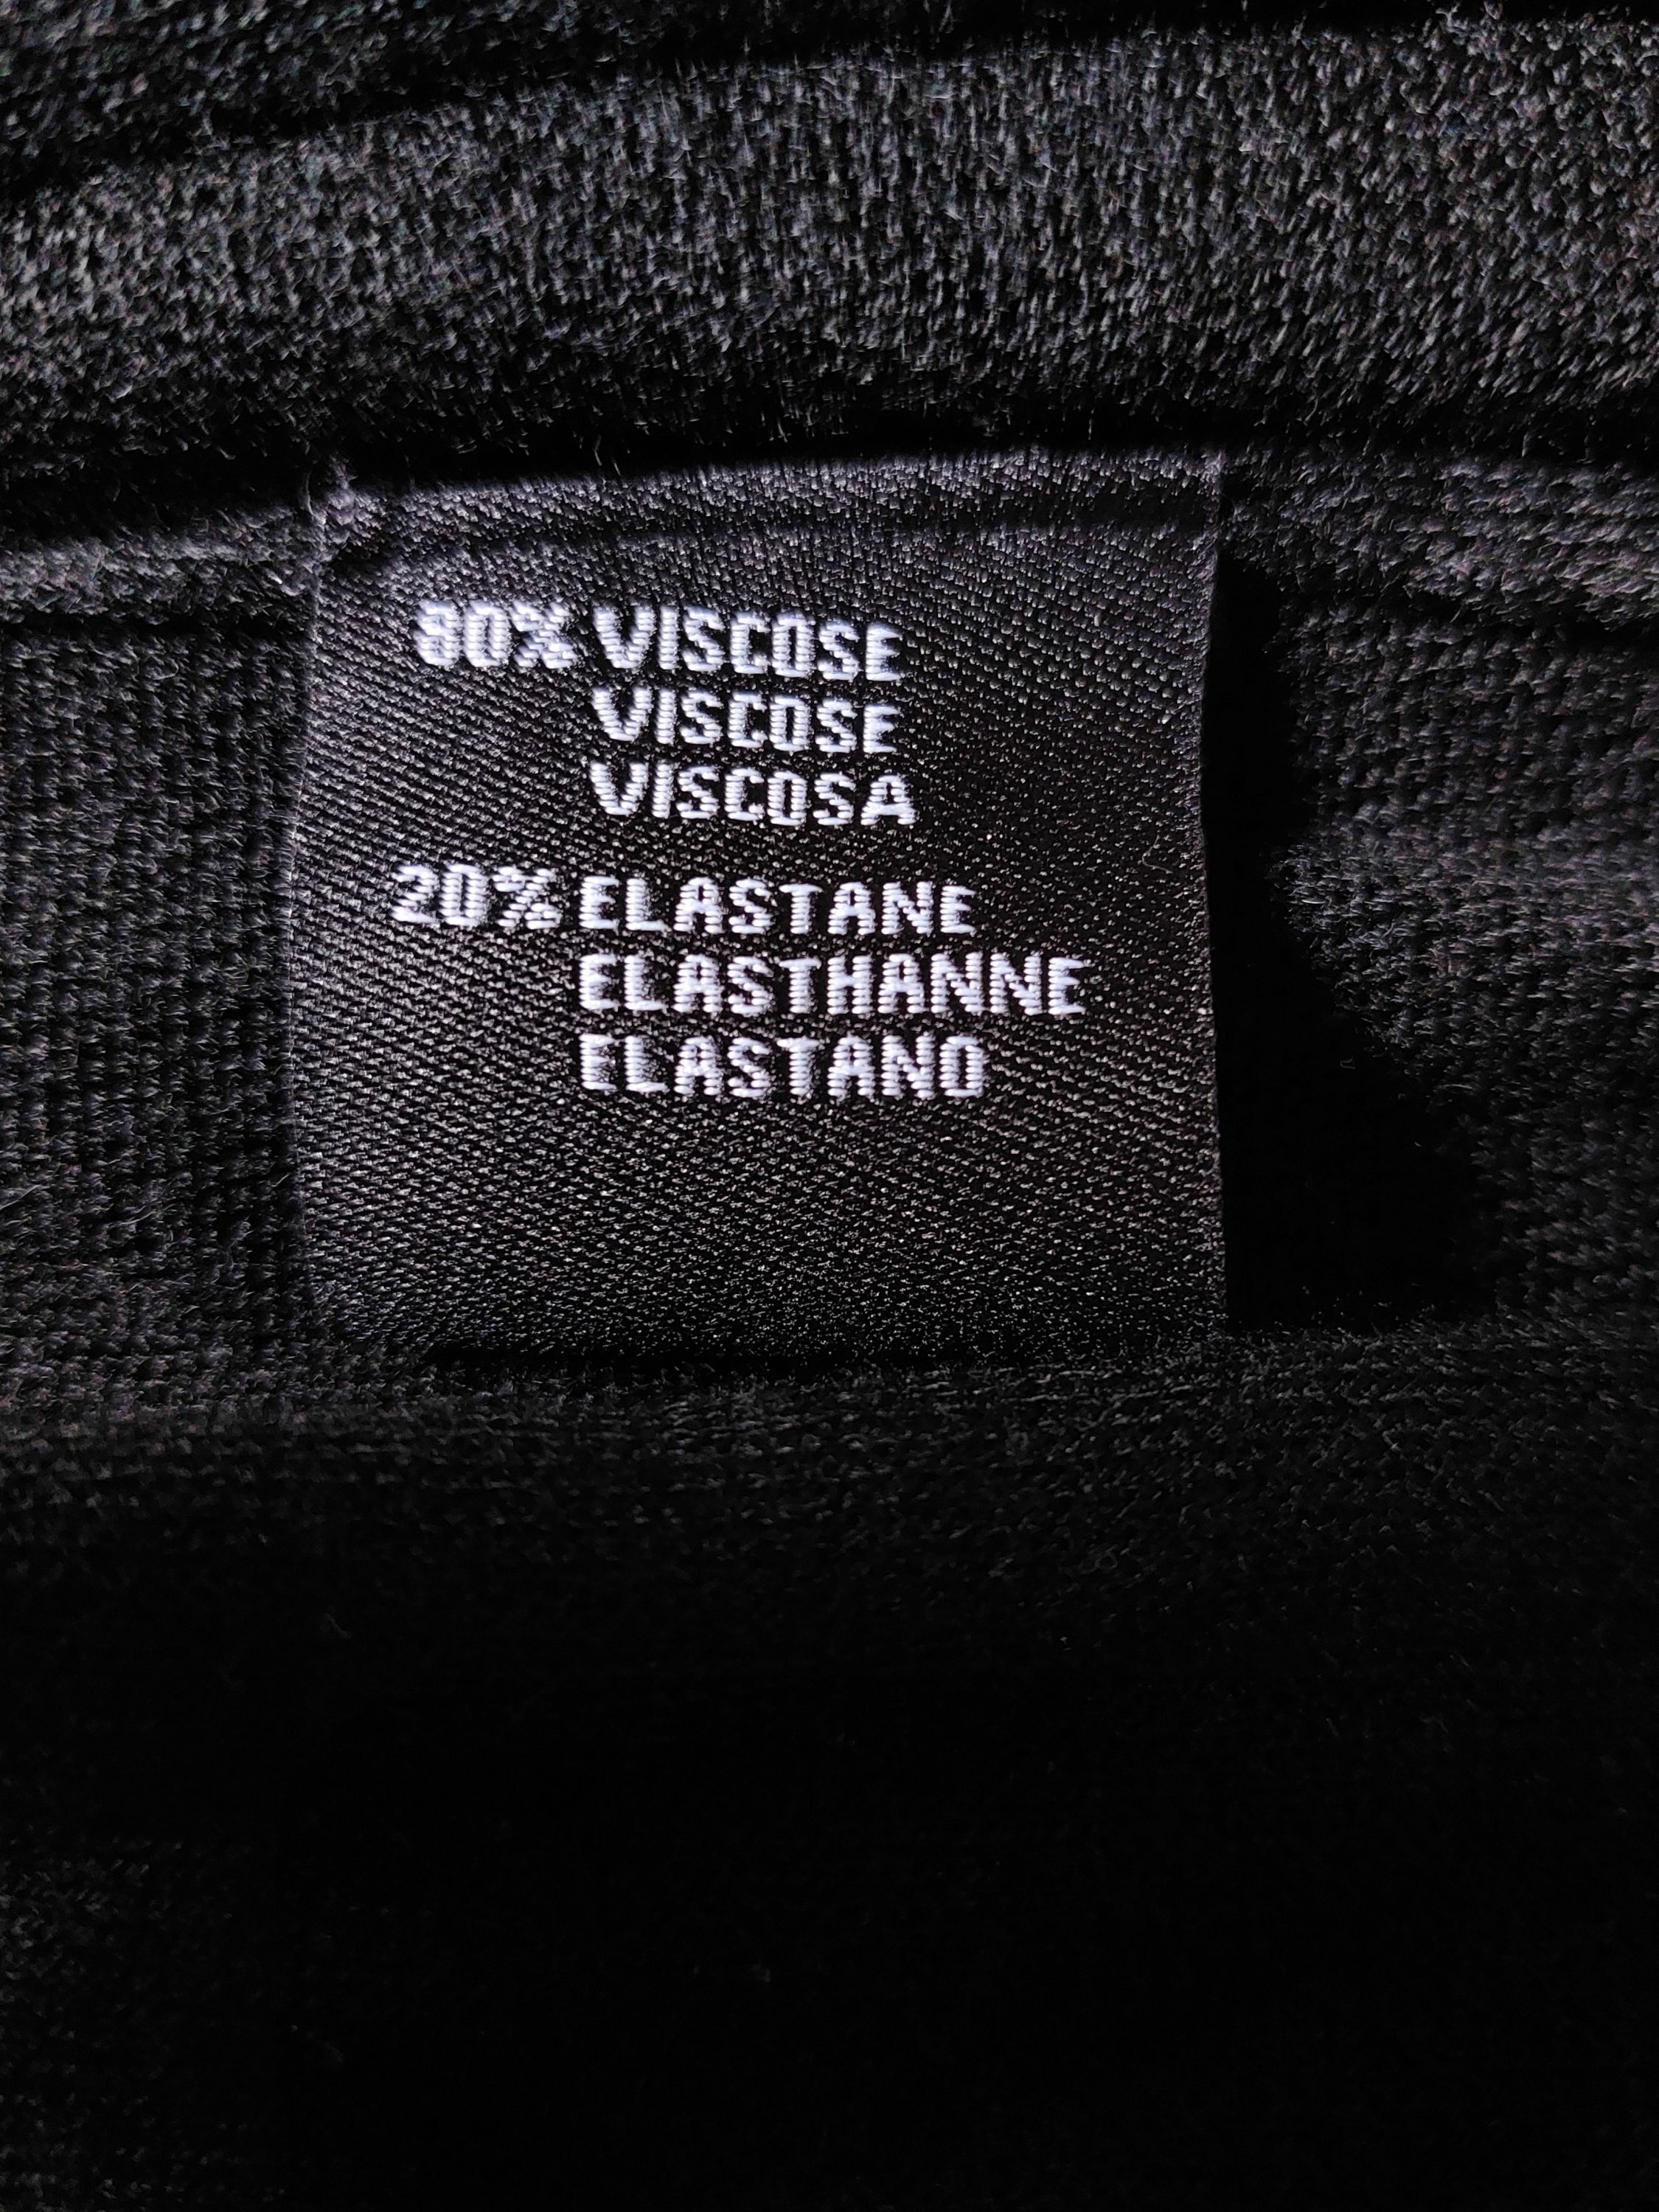 80% VISCOSE
VISCOSE
VISCOSA
20% ELASTANE
ELASTHANNE
ELASTANO